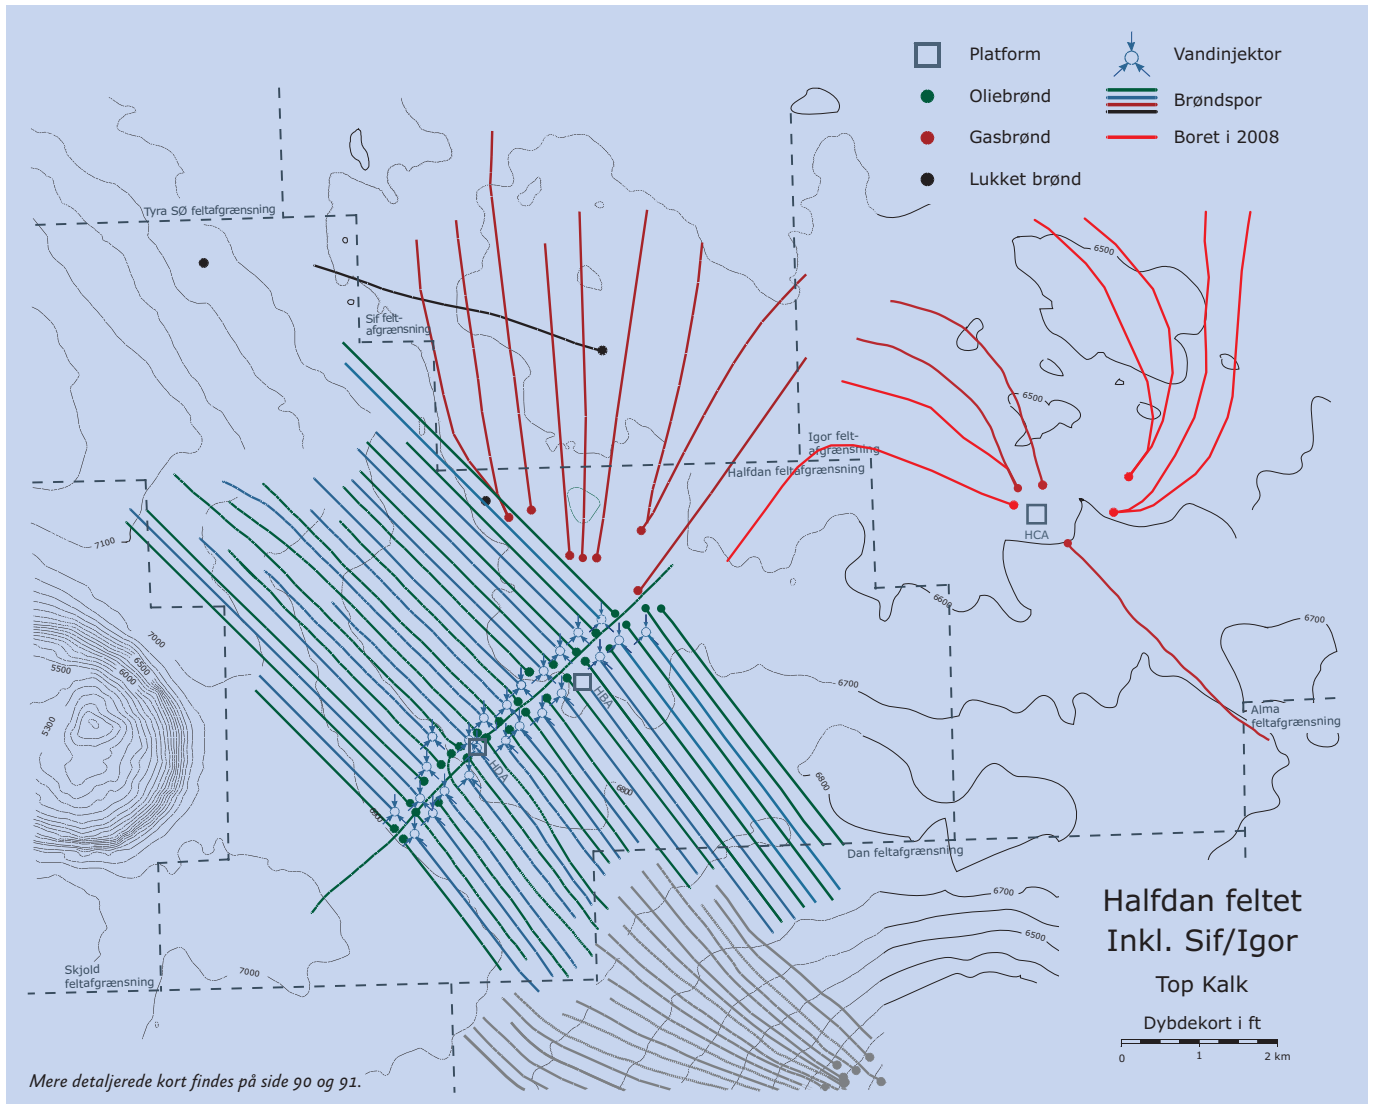 Platform
Vandinjektor
Oliebrønd
Brøndspor
Gasbrønd
Boret i 2008
Lukket brønd
Tyra SØ feltafgrænsning
6500
Sif felt-
afgrænsning
6500
Igor felt-
afgrænsning
Halfdan feltafgrænsning
HCA
7100
6600
7000
6700
6500
5500
6000
6700
HBA
Alma
feltafgrænsning
5300
HDA
6800
6800
Dan feltafgrænsning
6700
Halfdan feltet
6500
Inkl. Sif/Igor
Skjold
feltafgrænsning
7000
Top Kalk
Dybdekort i ft
0 1 2 km
Mere detaljerede kort findes på side 90 og 91.